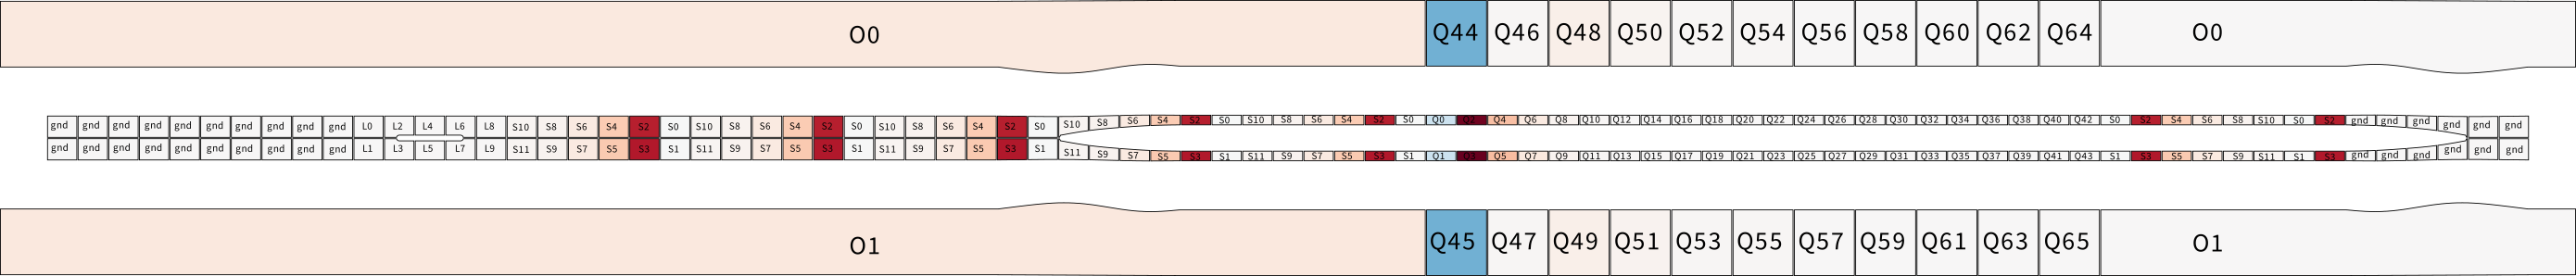 O0 Q44 Q46 Q48 Q50 Q52 Q54 Q56 Q58 Q60 Q62 Q64 O0
gnd gnd gnd gnd gnd gnd gnd gnd gnd gnd L0 L2 L4 L6 L8 S10 S8 S6 S4 S2 S0 S10 S8 S6 S4 S2 S0 S10 S8 S6 S4 S2 S0 S10 S8 S6 S4 S2 S0 S10 S8 S6 S4 S2 S0 Q0 Q2 Q4 Q6 Q8 Q10 Q12 Q14 Q16 Q18 Q20 Q22 Q24 Q26 Q28 Q30 Q32 Q34 Q36 Q38 Q40 Q42 S0 S2 S4 S6 S8 S10 S0 S2 gnd gnd gnd gnd gnd gnd
gnd gnd gnd gnd gnd gnd gnd gnd gnd gnd L1 L3 L5 L7 L9 S11 S9 S7 S5 S3 S1 S11 S9 S7 S5 S3 S1 S11 S9 S7 S5 S3 S1 S11 S9 S7 S5 S3 S1 S11 S9 S7 S5 S3 S1 Q1 Q3 Q5 Q7 Q9 Q11 Q13 Q15 Q17 Q19 Q21 Q23 Q25 Q27 Q29 Q31 Q33 Q35 Q37 Q39 Q41 Q43 S1 S3 S5 S7 S9 S11 S1 S3 gnd gnd gnd gnd gnd gnd
O1 Q45 Q47 Q49 Q51 Q53 Q55 Q57 Q59 Q61 Q63 Q65 O1